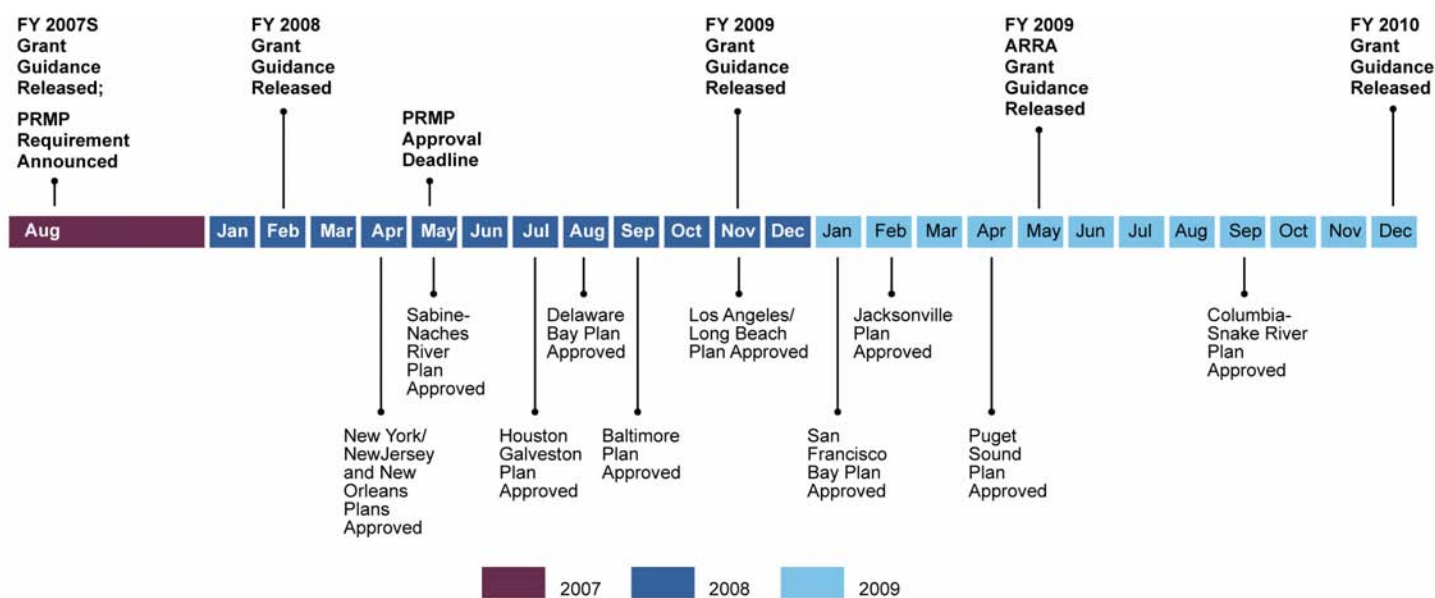 FY 2007S
Grant
Guidance
Released;
PRMP
Requirement
Announced
FY 2008
Grant
Guidance
Released
PRMP
Approval
Deadline
FY 2009
Grant
Guidance
Released
FY 2009
ARRA
Grant
Guidance
Released
FY 2010
Grant
Guidance
Released
Aug Jan Feb Mar Apr May Jun Jul Aug Sep Oct Nov Dec Jan Feb Mar Apr May Jun Jul Aug Sep Oct Nov Dec
Sabine-
Naches
River
Plan
Approved
Delaware
Bay Plan
Approved
Los Angeles/
Long Beach
Plan Approved
Jacksonville
Plan
Approved
Columbia-
Snake River
Plan
Approved
New York/
NewJersey
and New
Orleans
Plans
Approved
Houston
Galveston
Plan
Approved
Baltimore
Plan
Approved
San
Francisco
Bay Plan
Approved
Puget
Sound
Plan
Approved
2007 2008 2009